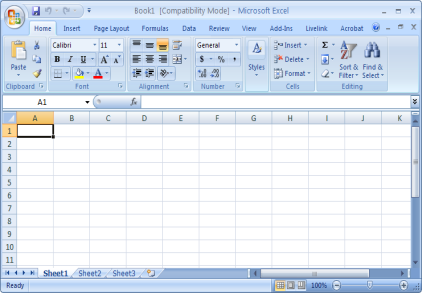 Book1 [Compatibility Mode] - Microsoft Excel
Home Insert Page Layout Formulas Data Review View Add-Ins Livelink Acrobat
Calibri 11 General Insert
B I U A A $ % , Delete
Paste A Styles Format Σ Sort & Filter Find & Select
Clipboard Font Alignment Number Cells Editing
A1 fx
A B C D E F G H I J K
1
2
3
4
5
6
7
8
9
10
11
Sheet1 Sheet2 Sheet3
Ready 100%